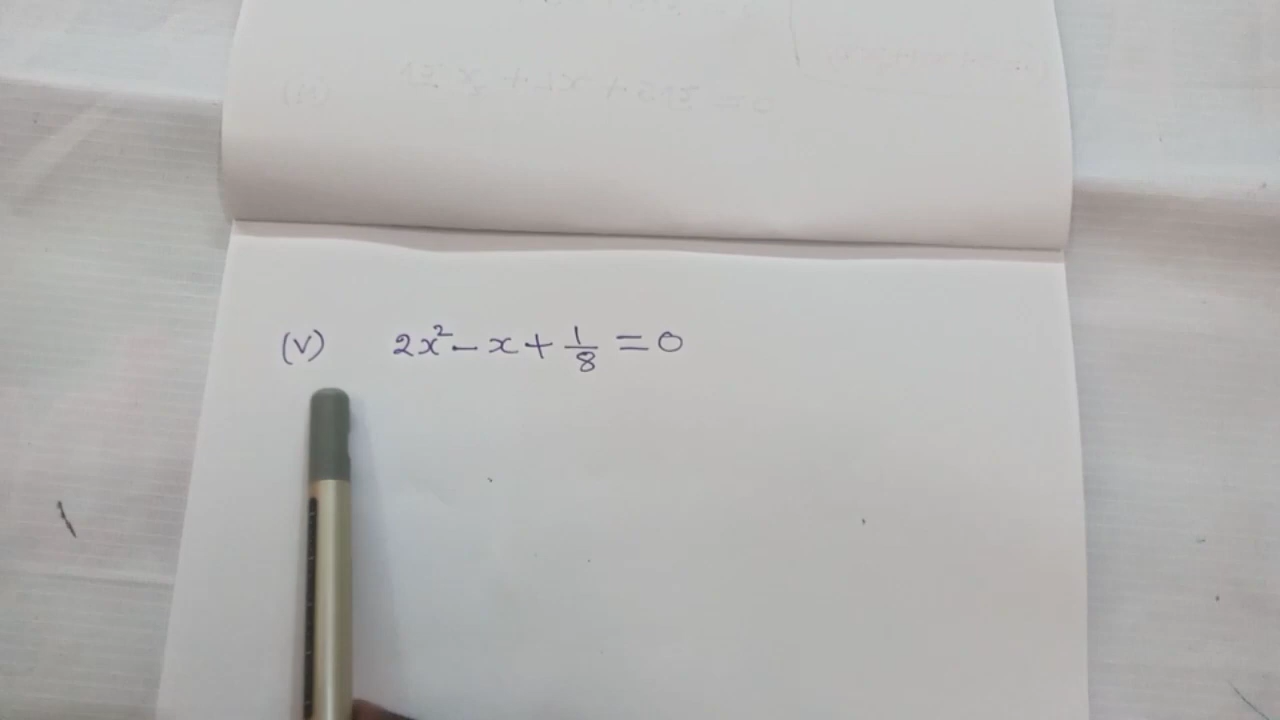 (V) 2x² - x + 1/8 = 0